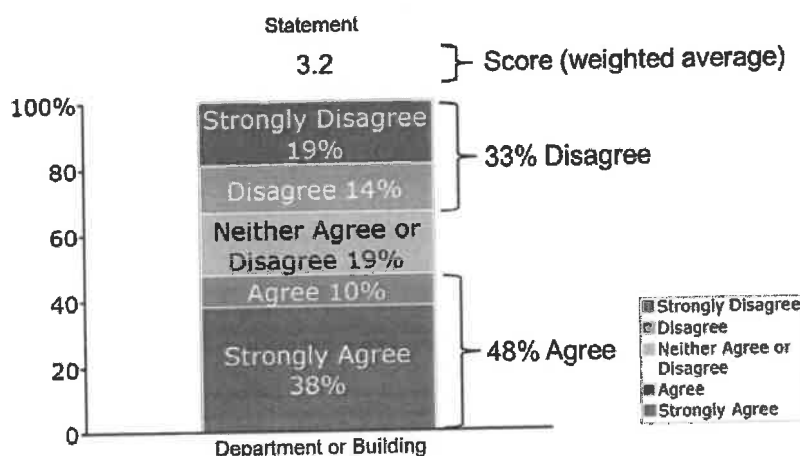 Statement
3.2
Score (weighted average)
100%
80
60
40
20
0
Strongly Disagree
19%
Disagree 14%
Neither Agree or
Disagree 19%
Agree 10%
Strongly Agree
38%
33% Disagree
48% Agree
Department or Building
Strongly Disagree
Disagree
Neither Agree or
Disagree
Agree
Strongly Agree